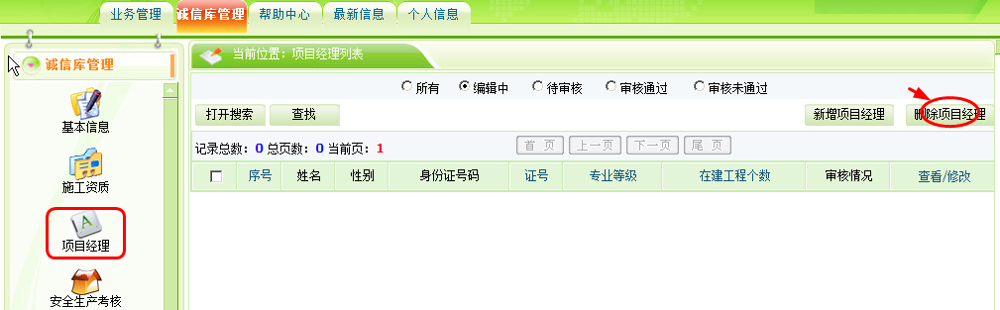 业务管理 诚信库管理 帮助中心 最新信息 个人信息
诚信库管理
基本信息
施工资质
项目经理
安全生产考核
当前位置：项目经理列表
所有 编辑中 待审核 审核通过 审核未通过
打开搜索 查找 新增项目经理 删除项目经理
记录总数：0 总页数：0 当前页：1 首 页 上一页 下一页 尾 页
序号 姓名 性别 身份证号码 证号 专业等级 在建工程个数 审核情况 查看/修改